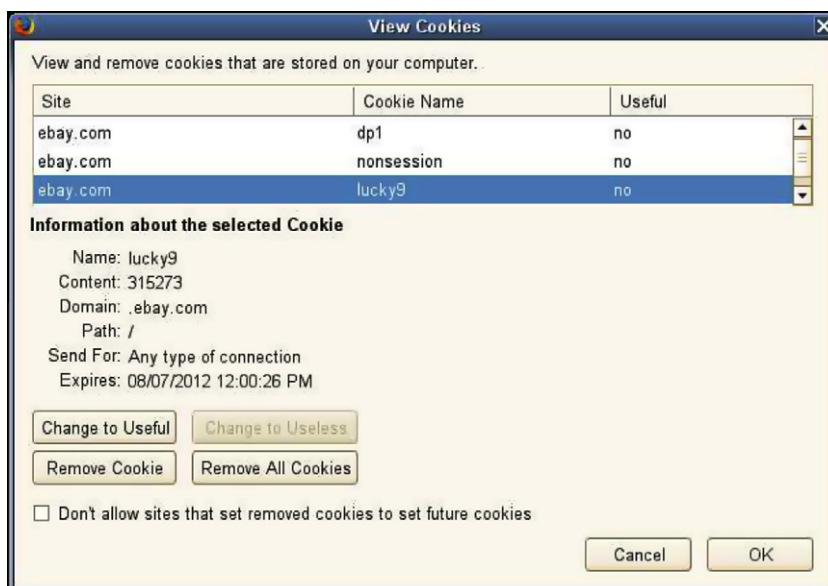 View Cookies
View and remove cookies that are stored on your computer.
Site Cookie Name Useful
ebay.com dp1 no
ebay.com nonsession no
ebay.com lucky9 no
Information about the selected Cookie
Name: lucky9
Content: 315273
Domain: .ebay.com
Path: /
Send For: Any type of connection
Expires: 08/07/2012 12:00:26 PM
Change to Useful Change to Useless
Remove Cookie Remove All Cookies
Don't allow sites that set removed cookies to set future cookies
Cancel OK